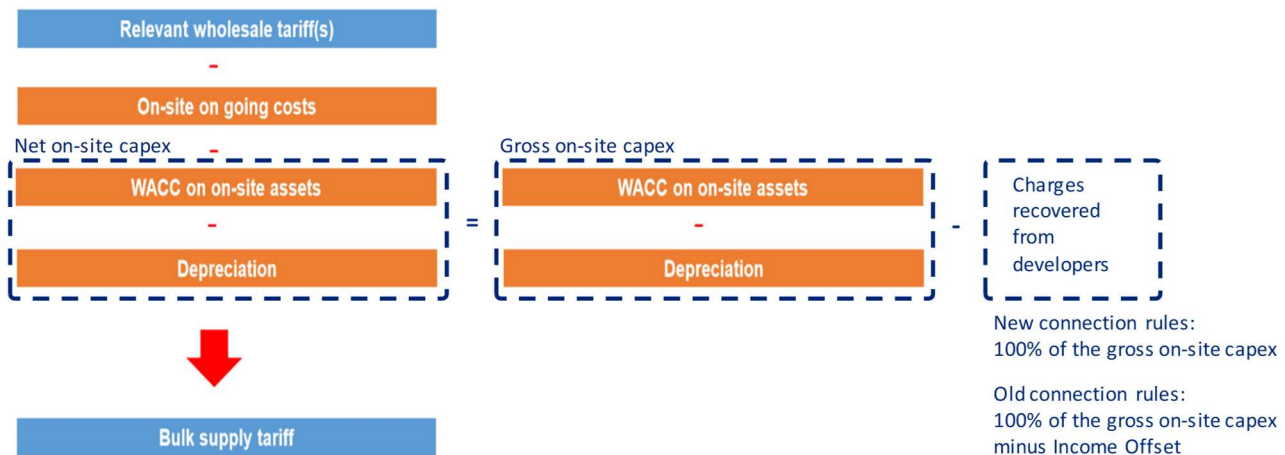 Relevant wholesale tariff(s)
-
On-site on going costs
Net on-site capex
-
WACC on on-site assets
-
Depreciation
=
Gross on-site capex
WACC on on-site assets
-
Depreciation
-
Charges
recovered
from
developers
New connection rules:
100% of the gross on-site capex
Old connection rules:
100% of the gross on-site capex
minus Income Offset
Bulk supply tariff